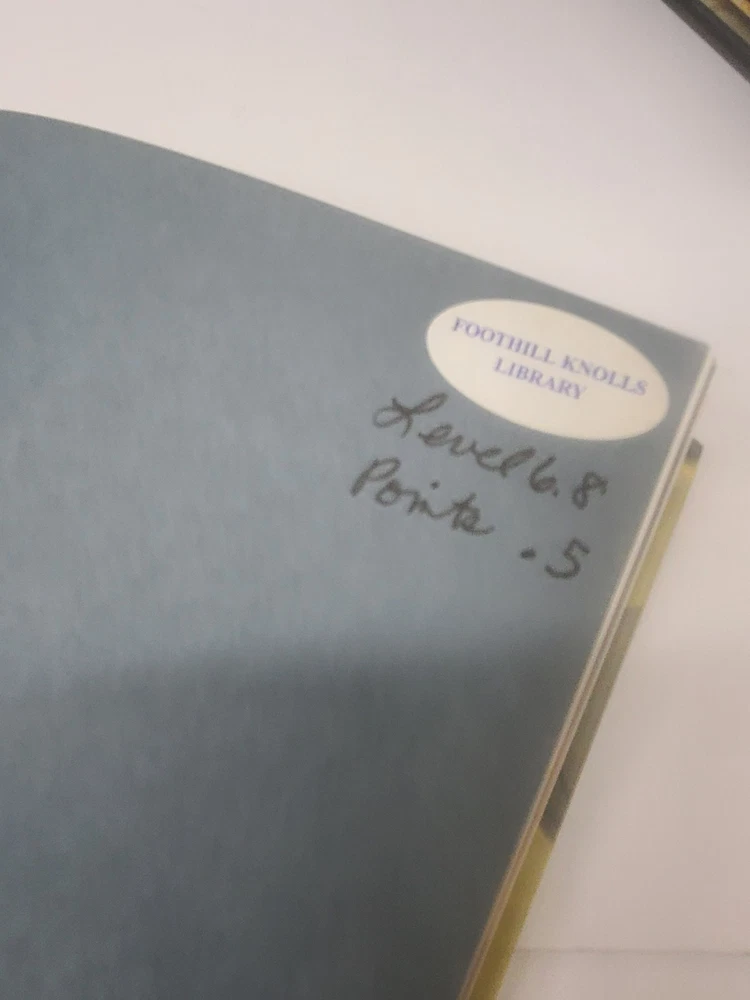 FOOTHILL KNOLLS
LIBRARY
Level 6.8
Points .5